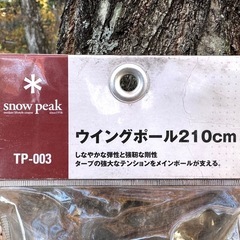 snow peak
ウイングポール210cm
TP-003
しなやかな弾性と強靭な剛性
タープの強大なテンションをメインポールが支える。